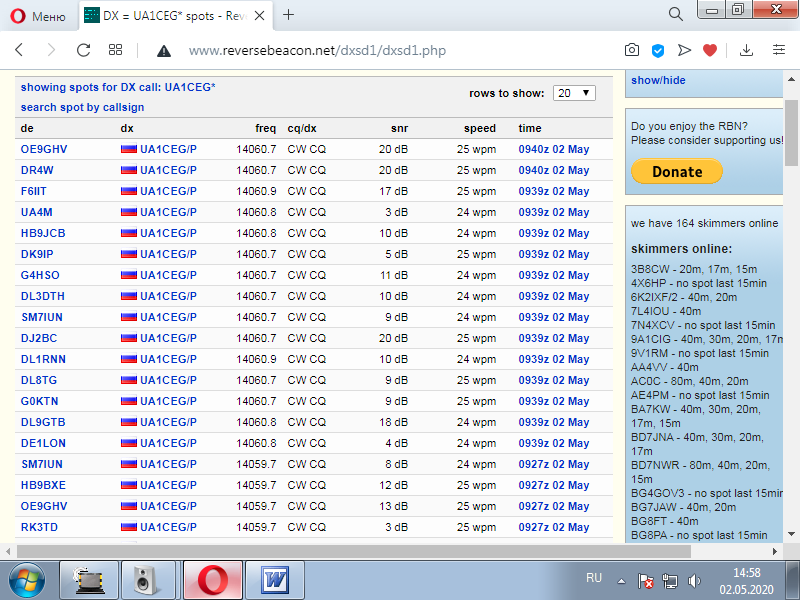 Меню
DX = UA1CEG* spots - Rev
www.reversebeacon.net/dxsd1/dxsd1.php
showing spots for DX call: UA1CEG*
search spot by callsign
rows to show: 20
de dx freq cq/dx snr speed time
OE9GHV UA1CEG/P 14060.7 CW CQ 20 dB 25 wpm 0940z 02 May
DR4W UA1CEG/P 14060.7 CW CQ 20 dB 25 wpm 0940z 02 May
F6IIT UA1CEG/P 14060.9 CW CQ 17 dB 25 wpm 0939z 02 May
UA4M UA1CEG/P 14060.8 CW CQ 3 dB 24 wpm 0939z 02 May
HB9JCB UA1CEG/P 14060.8 CW CQ 10 dB 24 wpm 0939z 02 May
DK9IP UA1CEG/P 14060.7 CW CQ 5 dB 25 wpm 0939z 02 May
G4HSO UA1CEG/P 14060.7 CW CQ 11 dB 24 wpm 0939z 02 May
DL3DTH UA1CEG/P 14060.7 CW CQ 10 dB 24 wpm 0939z 02 May
SM7IUN UA1CEG/P 14060.7 CW CQ 9 dB 24 wpm 0939z 02 May
DJ2BC UA1CEG/P 14060.7 CW CQ 20 dB 25 wpm 0939z 02 May
DL1RNN UA1CEG/P 14060.9 CW CQ 10 dB 24 wpm 0939z 02 May
DL8TG UA1CEG/P 14060.7 CW CQ 9 dB 25 wpm 0939z 02 May
G0KTN UA1CEG/P 14060.7 CW CQ 9 dB 25 wpm 0939z 02 May
DL9GTB UA1CEG/P 14060.8 CW CQ 18 dB 24 wpm 0939z 02 May
DE1LON UA1CEG/P 14060.8 CW CQ 4 dB 24 wpm 0939z 02 May
SM7IUN UA1CEG/P 14059.7 CW CQ 8 dB 24 wpm 0927z 02 May
HB9BXE UA1CEG/P 14059.7 CW CQ 12 dB 25 wpm 0927z 02 May
OE9GHV UA1CEG/P 14059.7 CW CQ 13 dB 25 wpm 0927z 02 May
RK3TD UA1CEG/P 14059.7 CW CQ 3 dB 25 wpm 0927z 02 May
show/hide
Do you enjoy the RBN?
Please consider supporting us!
Donate
we have 164 skimmers online
skimmers online:
3B8CW - 20m, 17m, 15m
4X6HP - no spot last 15min
6K2IXF/2 - 40m, 20m
7L4IOU - 40m
7N4XCV - no spot last 15min
9A1CIG - 40m, 30m, 20m, 17m
9V1RM - no spot last 15min
AA4VV - 40m
AC0C - 80m, 40m, 20m
AE4PM - no spot last 15min
BA7KW - 40m, 30m, 20m,
17m, 15m
BD7JNA - 40m, 30m, 20m,
17m
BD7NWR - 80m, 40m, 20m,
15m
BG4GOV3 - no spot last 15min
BG7JAW - 40m, 20m
BG8FT - 40m
BG8PA - no spot last 15min
RU
14:58
02.05.2020